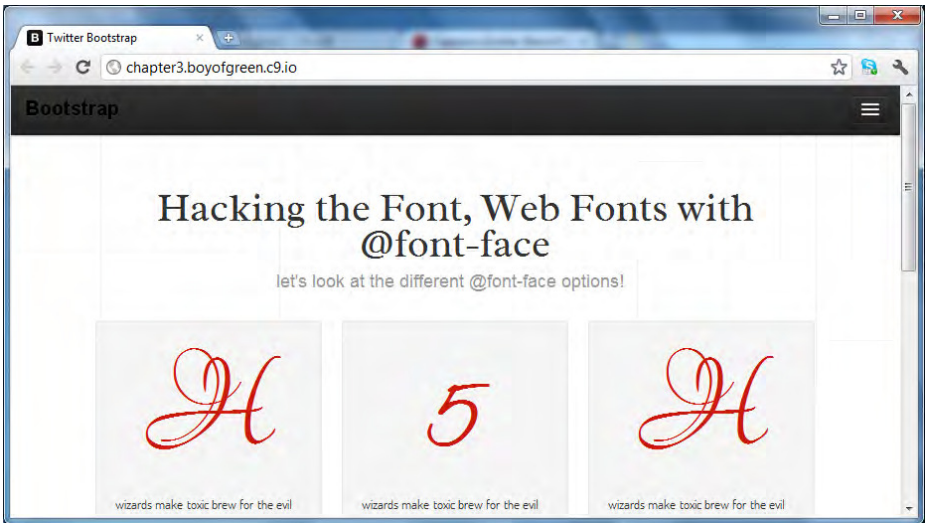 Twitter Bootstrap
chapter3.boyofgreen.c9.io
Bootstrap
Hacking the Font, Web Fonts with
@font-face
let's look at the different @font-face options!
H 5 H
wizards make toxic brew for the evil wizards make toxic brew for the evil wizards make toxic brew for the evil